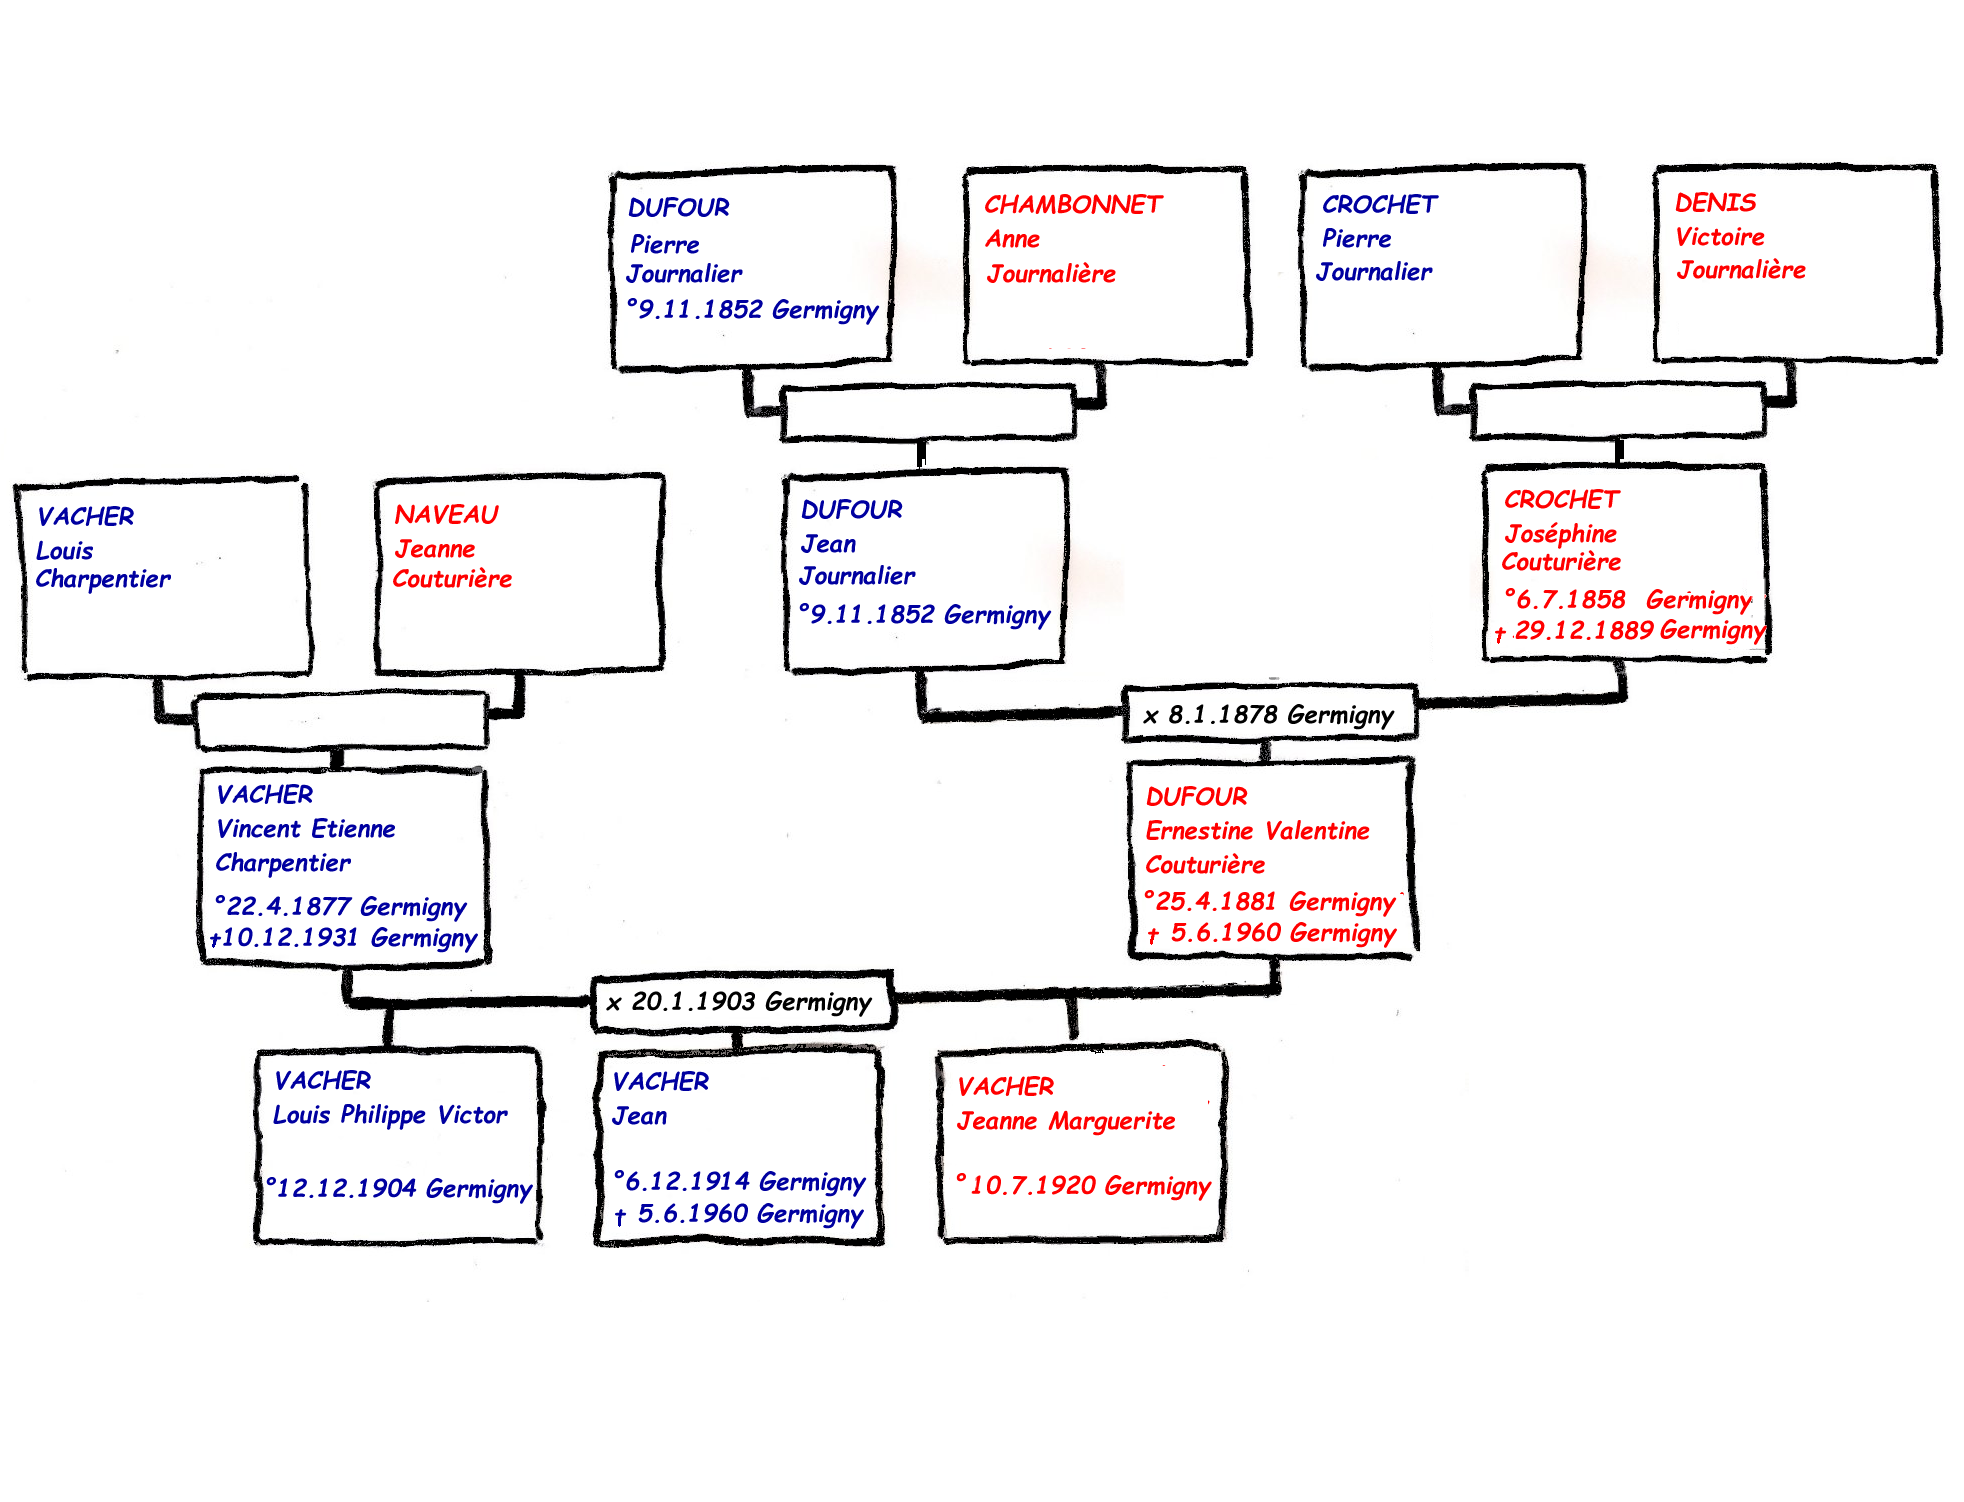 DUFOUR
Pierre
Journalier
°9.11.1852 Germigny
CHAMBONNET
Anne
Journalière
CROCHET
Pierre
Journalier
DENIS
Victoire
Journalière
VACHER
Louis
Charpentier
NAVEAU
Jeanne
Couturière
DUFOUR
Jean
Journalier
°9.11.1852 Germigny
CROCHET
Joséphine
Couturière
°6.7.1858 Germigny
† 29.12.1889 Germigny
x 8.1.1878 Germigny
VACHER
Vincent Etienne
Charpentier
°22.4.1877 Germigny
†10.12.1931 Germigny
DUFOUR
Ernestine Valentine
Couturière
°25.4.1881 Germigny
† 5.6.1960 Germigny
x 20.1.1903 Germigny
VACHER
Louis Philippe Victor
°12.12.1904 Germigny
VACHER
Jean
°6.12.1914 Germigny
† 5.6.1960 Germigny
VACHER
Jeanne Marguerite
° 10.7.1920 Germigny